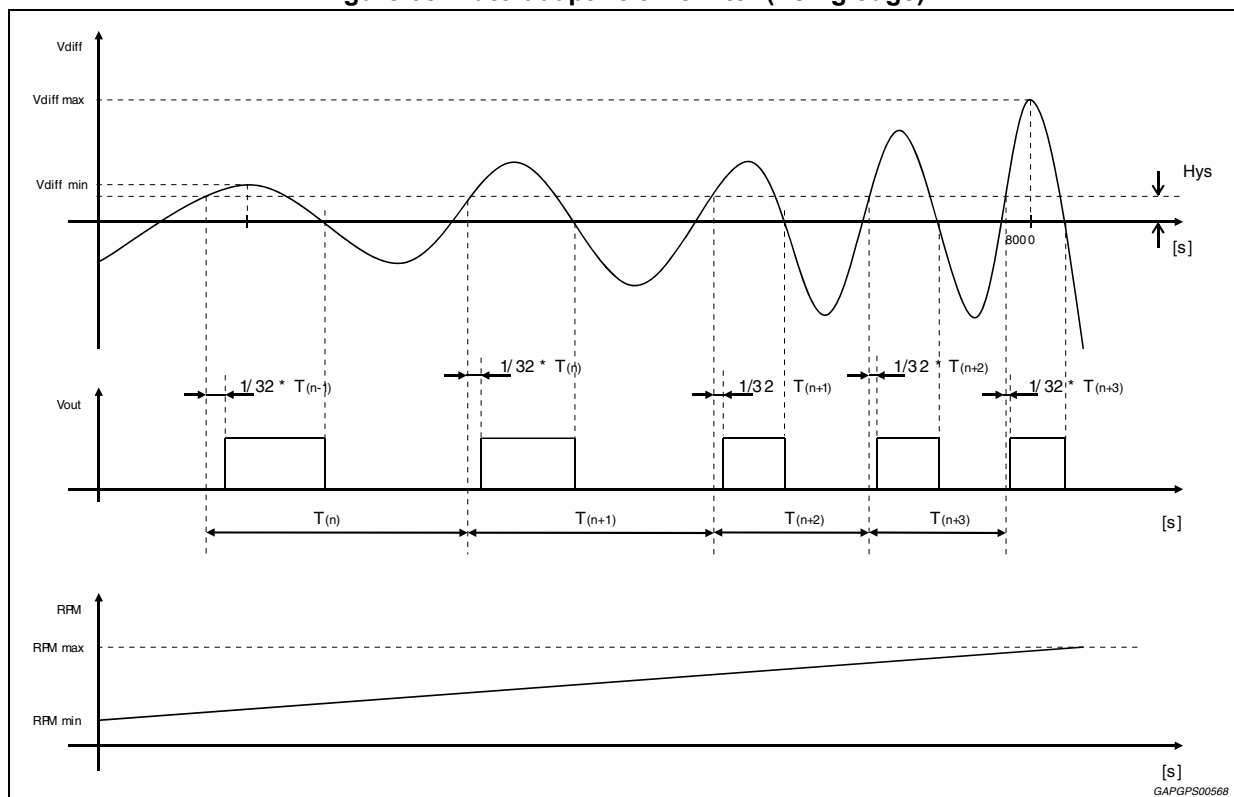 Vdiff
Vdiff max
Vdiff min
Hys
8000
[s]
1/32 * T(n-1)
1/32 * T(n)
1/32 T(n+1)
1/32 * T(n+2)
1/32 * T(n+3)
Vout
T(n)
T(n+1)
T(n+2)
T(n+3)
[s]
RPM
RPM max
RPM min
[s]
GAPGPS00568